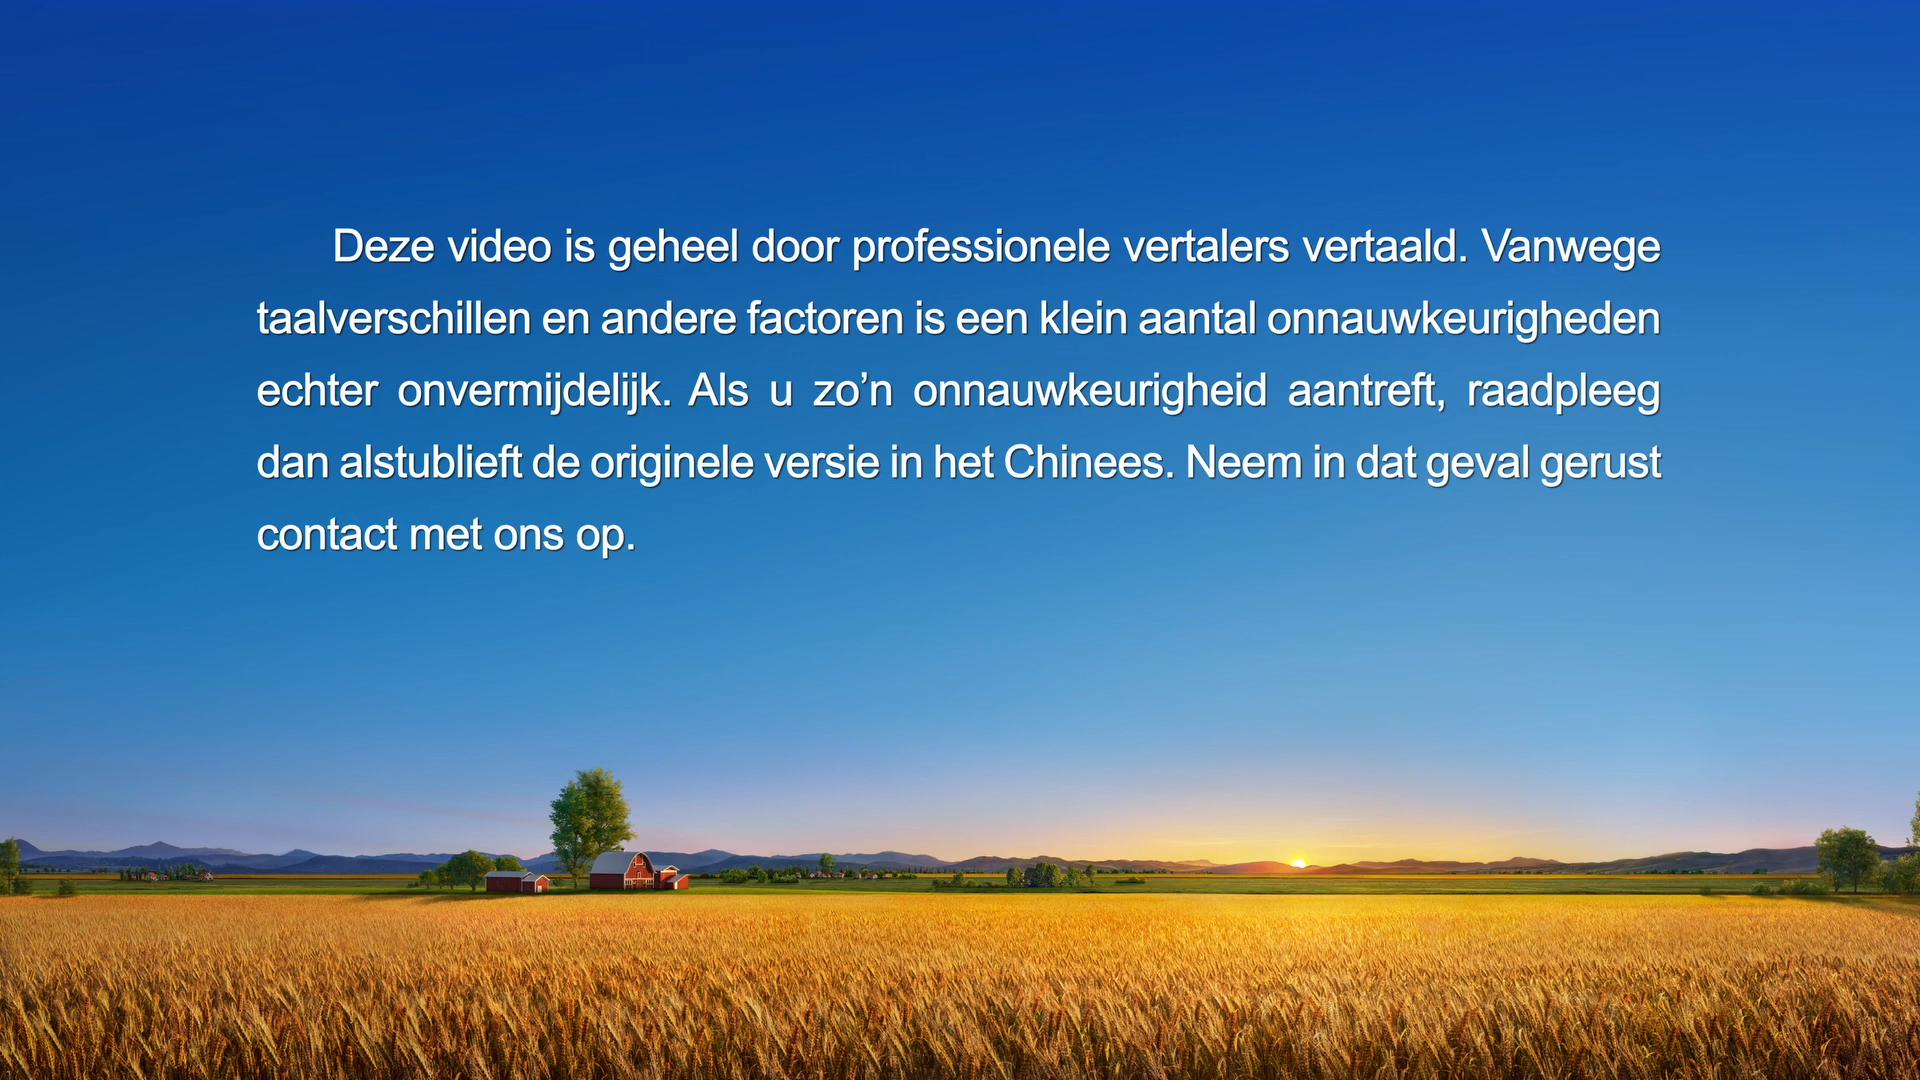 Deze video is geheel door professionele vertalers vertaald. Vanwege
taalverschillen en andere factoren is een klein aantal onnauwkeurigheden
echter onvermijdelijk. Als u zo’n onnauwkeurigheid aantreft, raadpleeg
dan alstublieft de originele versie in het Chinees. Neem in dat geval gerust
contact met ons op.